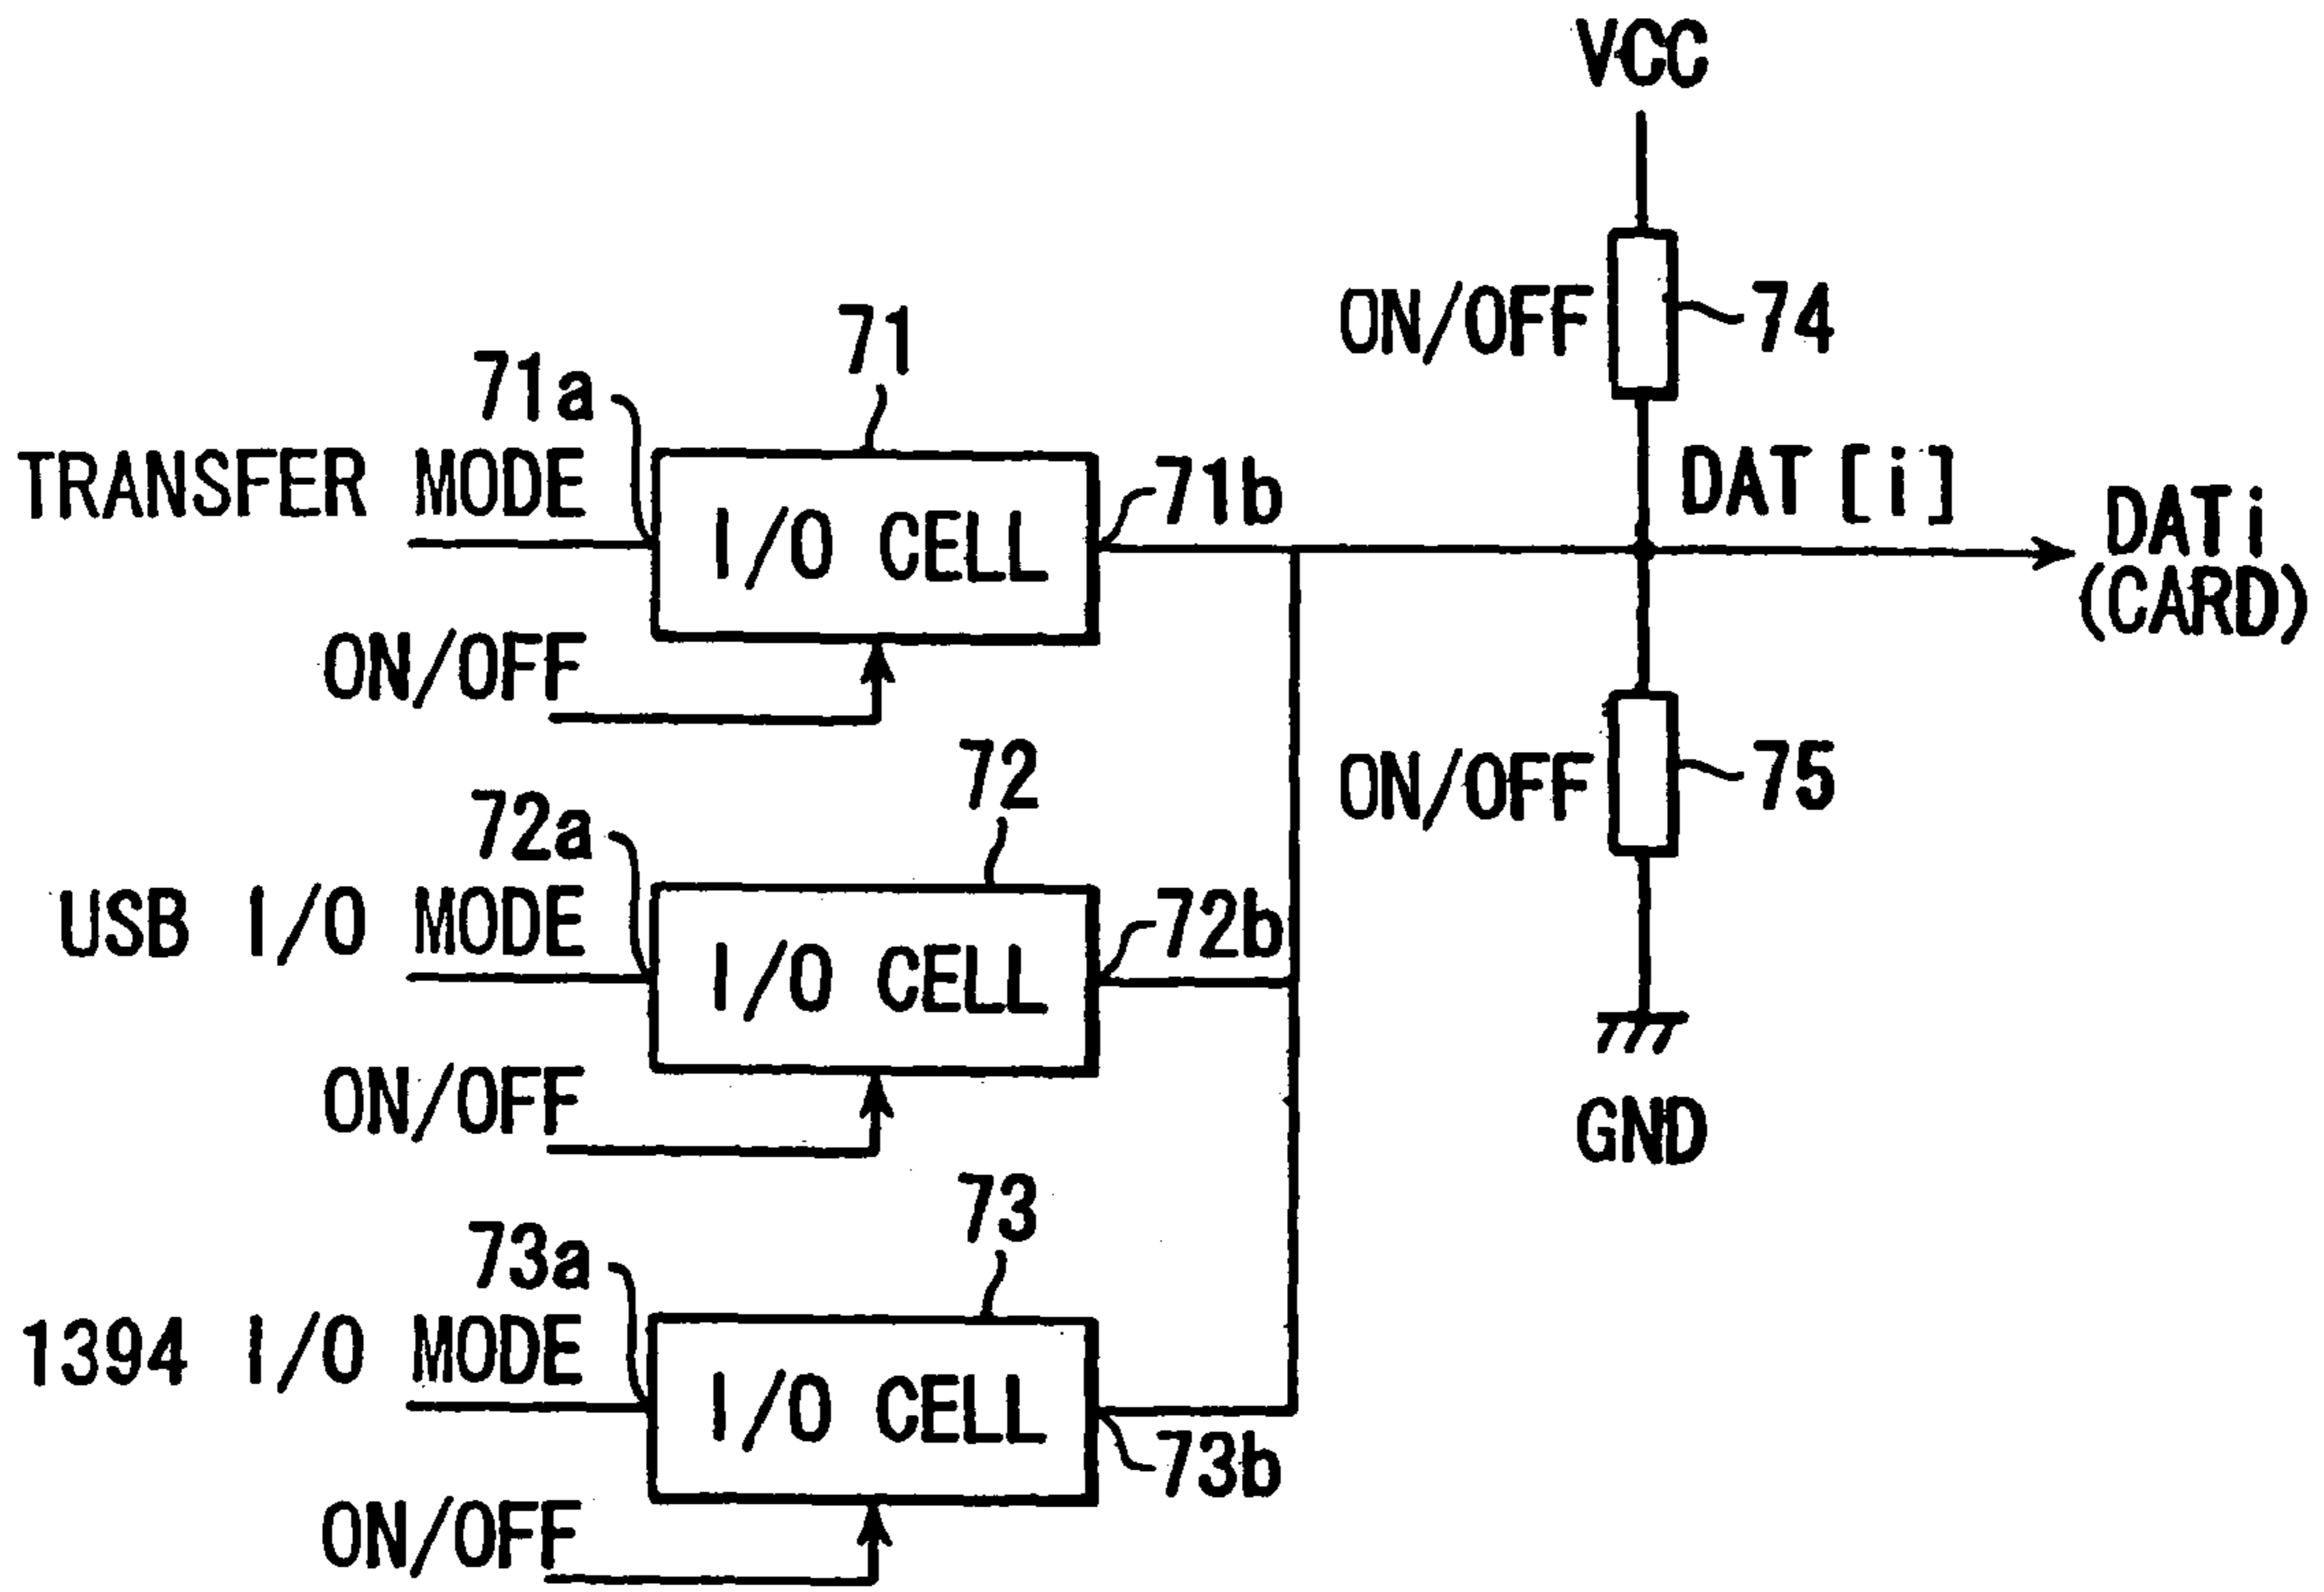 VCC
ON/OFF
74
71
71a
TRANSFER MODE
I/O CELL
71b
DAT [i]
DATi
(CARD)
ON/OFF
72
72a
USB I/O MODE
I/O CELL
72b
ON/OFF
75
GND
ON/OFF
73
73a
1394 I/O MODE
I/O CELL
73b
ON/OFF